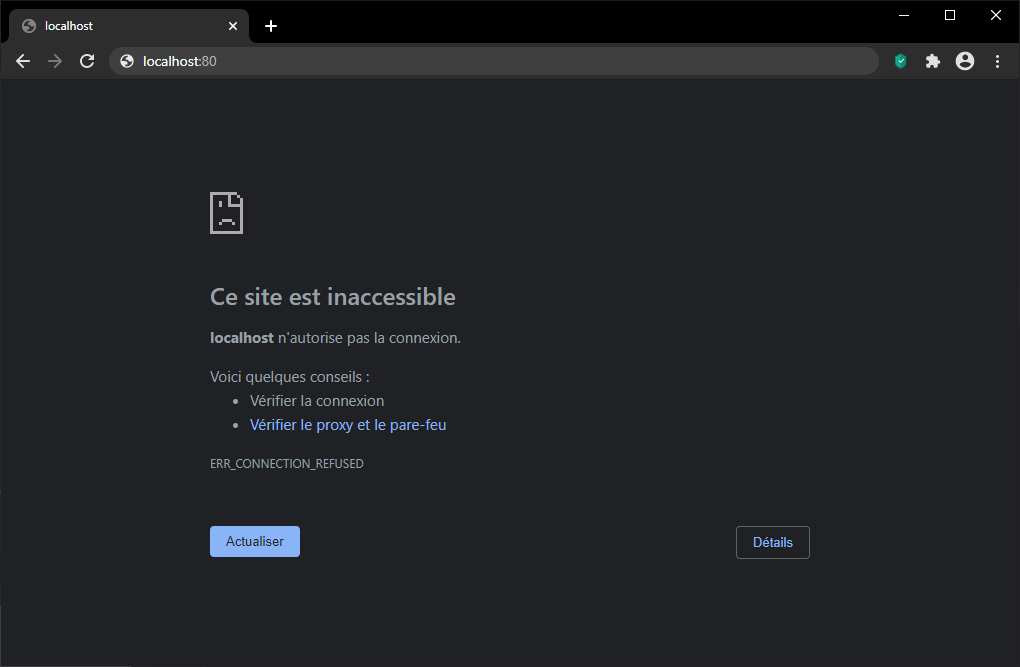 localhost
localhost:80
Ce site est inaccessible
localhost n'autorise pas la connexion.
Voici quelques conseils :
Vérifier la connexion
Vérifier le proxy et le pare-feu
ERR_CONNECTION_REFUSED
Actualiser
Détails